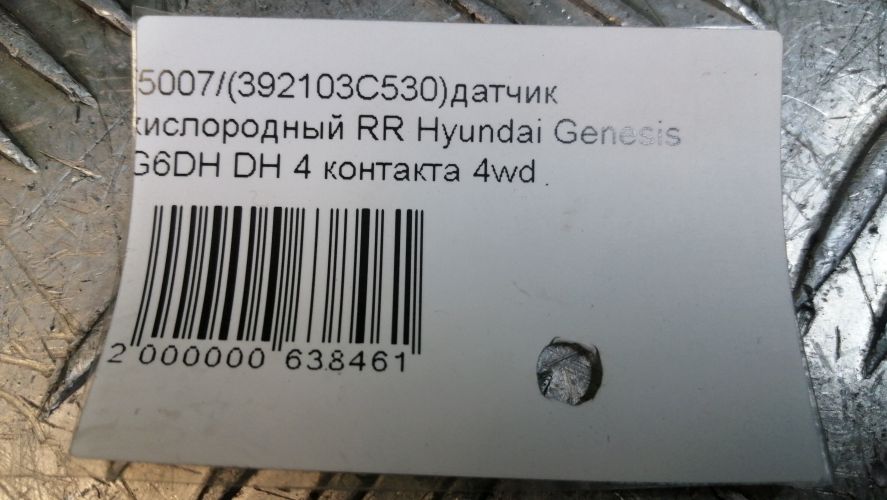 5007/(392103C530)датчик
кислородный RR Hyundai Genesis
G6DH DH 4 контакта 4wd
2 000000 638461